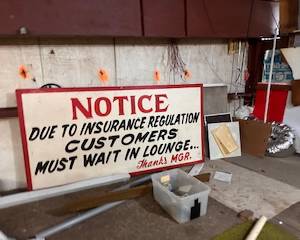 NOTICE
DUE TO INSURANCE REGULATION
CUSTOMERS
MUST WAIT IN LOUNGE...
Thanks MGR.